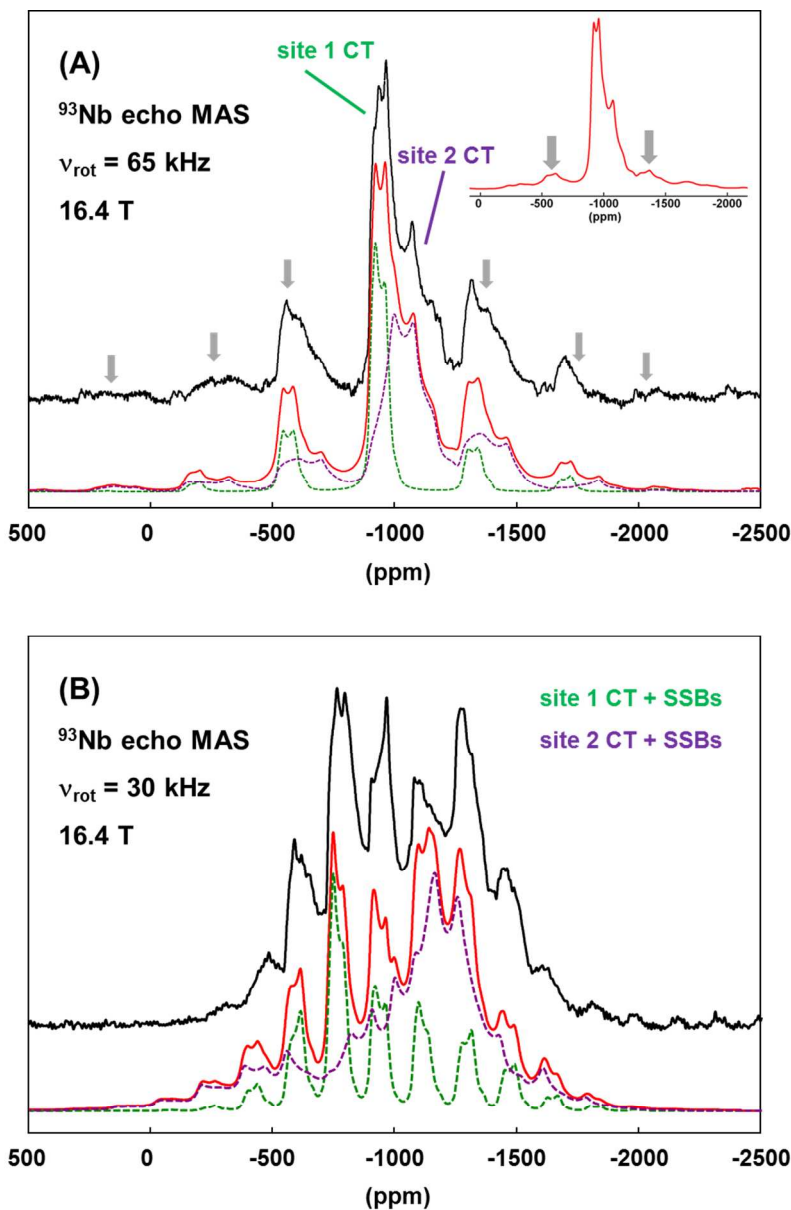 (A)
⁹³Nb echo MAS
νrot = 65 kHz
16.4 T
site 1 CT
site 2 CT
0 -500 -1000 -1500 -2000
(ppm)
500 0 -500 -1000 -1500 -2000 -2500
(ppm)
(B)
⁹³Nb echo MAS
νrot = 30 kHz
16.4 T
site 1 CT + SSBs
site 2 CT + SSBs
500 0 -500 -1000 -1500 -2000 -2500
(ppm)